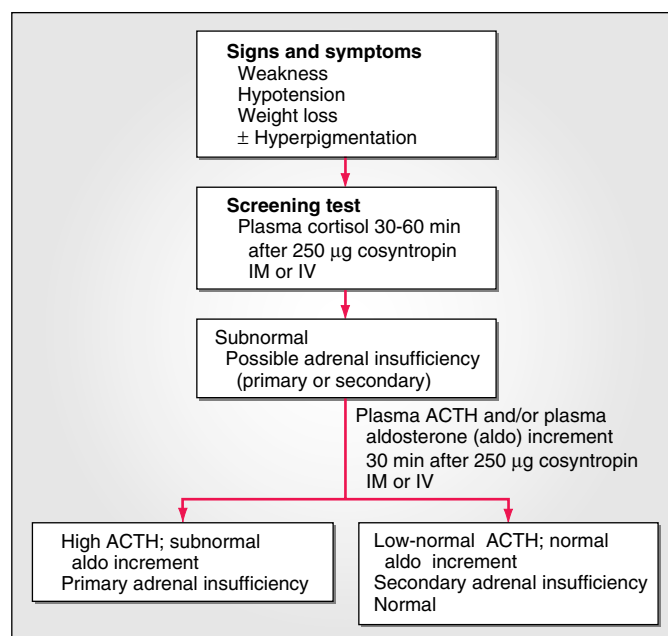 Signs and symptoms
Weakness
Hypotension
Weight loss
± Hyperpigmentation
Screening test
Plasma cortisol 30-60 min
after 250 μg cosyntropin
IM or IV
Subnormal
Possible adrenal insufficiency
(primary or secondary)
Plasma ACTH and/or plasma
aldosterone (aldo) increment
30 min after 250 μg cosyntropin
IM or IV
High ACTH; subnormal
aldo increment
Primary adrenal insufficiency
Low-normal ACTH; normal
aldo increment
Secondary adrenal insufficiency
Normal